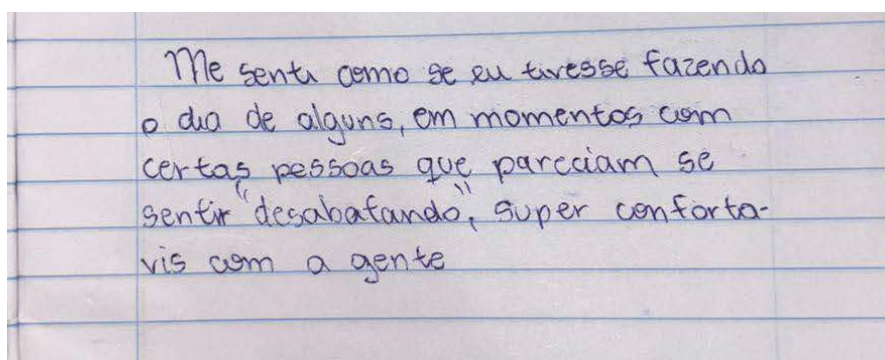 Me senti como se eu tivesse fazendo
o dia de alguns, em momentos com
certas pessoas que pareciam se
sentir "desabafando", super conforta-
vis com a gente